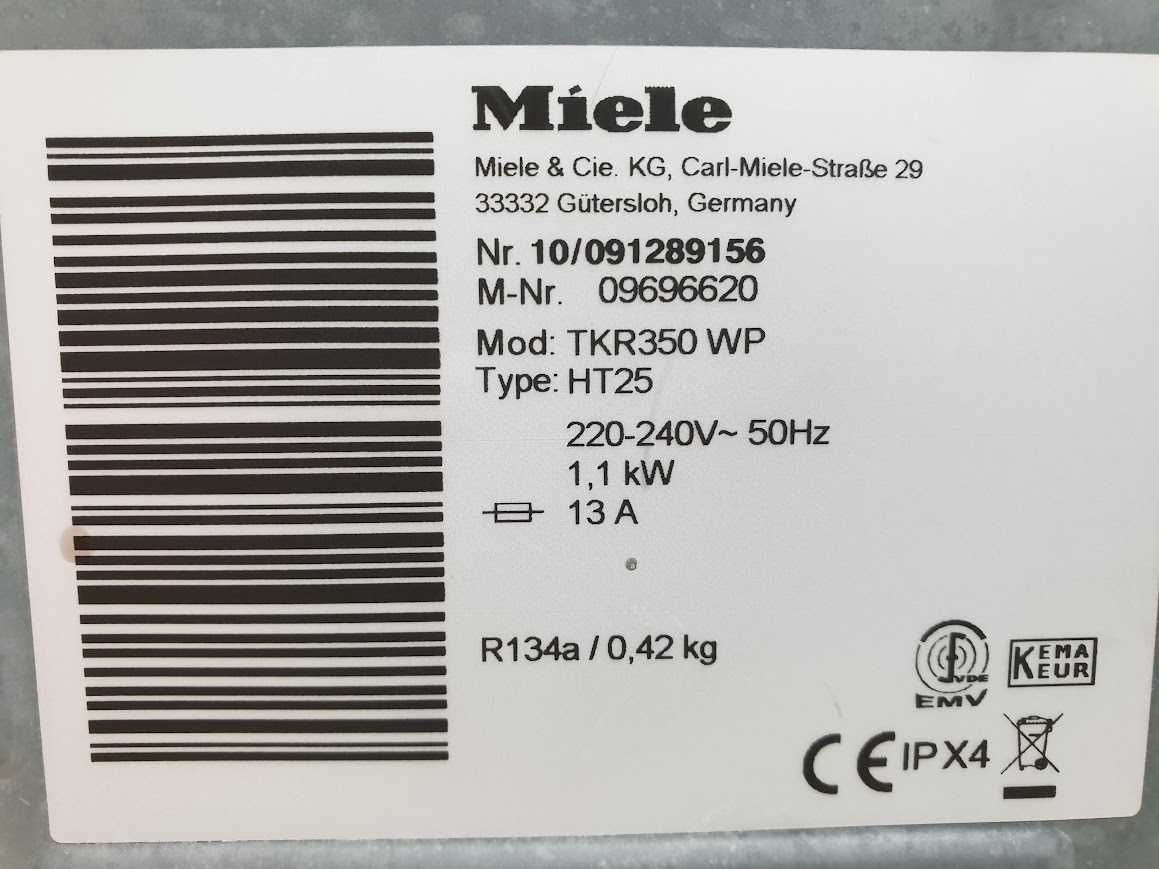 Miele
Miele & Cie. KG, Carl-Miele-Straße 29
33332 Gütersloh, Germany
Nr. 10/091289156
M-Nr. 09696620
Mod: TKR350 WP
Type: HT25
220-240V~ 50Hz
1,1 kW
13 A
R134a / 0,42 kg
VDE
EMV
KEMA
EUR
CE IPX4